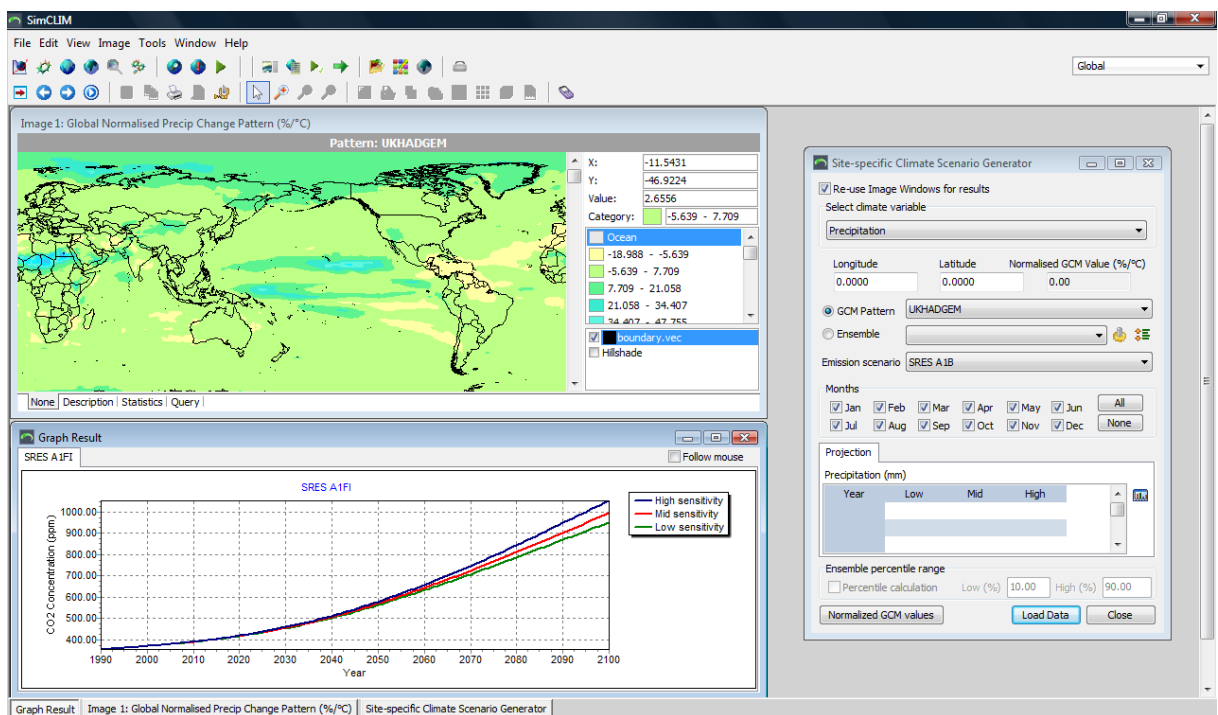 SimCLIM
File Edit View Image Tools Window Help
Global
Image 1: Global Normalised Precip Change Pattern (%/°C)
Pattern: UKHADGEM
X: -11.5431
Y: -46.9224
Value: 2.6556
Category: -5.639 - 7.709
Ocean
-18.988 - -5.639
-5.639 - 7.709
7.709 - 21.058
21.058 - 34.407
34.407 - 47.755
boundary.vec
Hillshade
None Description Statistics Query
Graph Result
SRES A1FI Follow mouse
SRES A1FI
High sensitivity
Mid sensitivity
Low sensitivity
CO2 Concentration (ppm)
1000.00
900.00
800.00
700.00
600.00
500.00
400.00
1990 2000 2010 2020 2030 2040 2050 2060 2070 2080 2090 2100
Year
Site-specific Climate Scenario Generator
Re-use Image Windows for results
Select climate variable
Precipitation
Longitude Latitude Normalised GCM Value (%/°C)
0.0000 0.0000 0.00
GCM Pattern UKHADGEM
Ensemble
Emission scenario SRES A1B
Months
Jan Feb Mar Apr May Jun All
Jul Aug Sep Oct Nov Dec None
Projection
Precipitation (mm)
Year Low Mid High
Ensemble percentile range
Percentile calculation Low (%) 10.00 High (%) 90.00
Normalized GCM values Load Data Close
Graph Result Image 1: Global Normalised Precip Change Pattern (%/°C) Site-specific Climate Scenario Generator